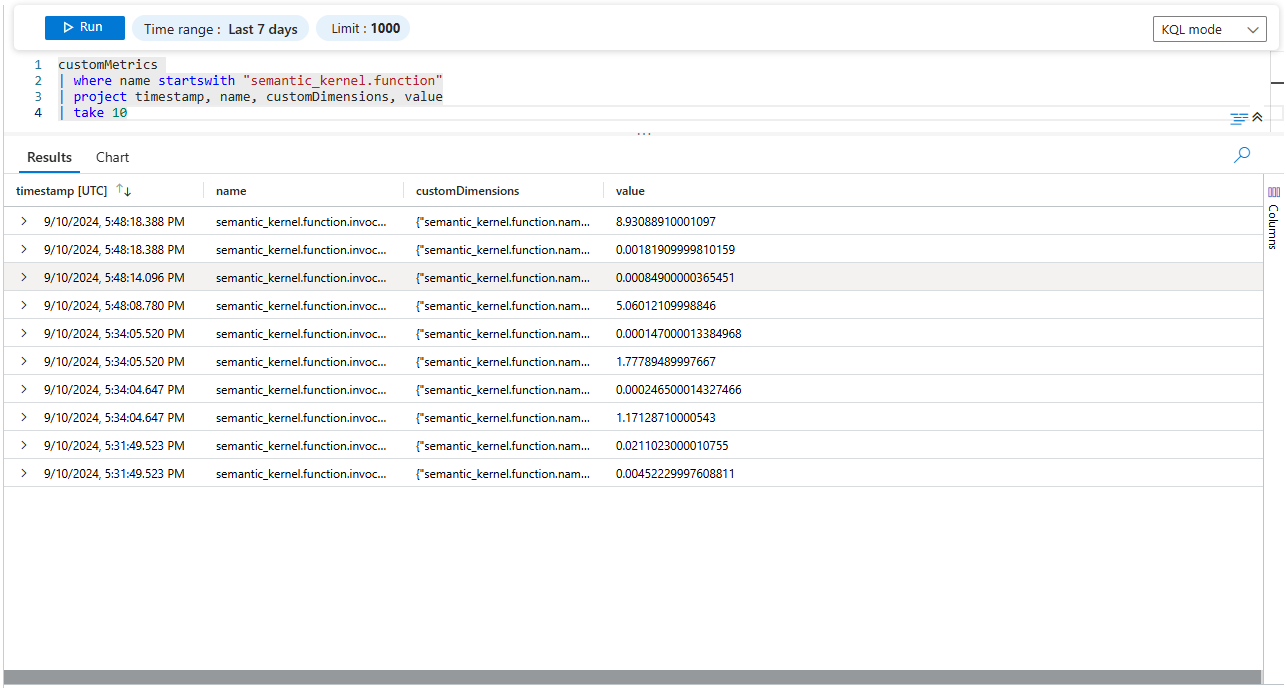 Run
Time range : Last 7 days
Limit : 1000
KQL mode
1 customMetrics
2 | where name startswith "semantic_kernel.function"
3 | project timestamp, name, customDimensions, value
4 | take 10
...
Results Chart
timestamp [UTC] name customDimensions value
9/10/2024, 5:48:18.388 PM semantic_kernel.function.invoc... {"semantic_kernel.function.nam... 8.93088910001097
9/10/2024, 5:48:18.388 PM semantic_kernel.function.invoc... {"semantic_kernel.function.nam... 0.00181909999810159
9/10/2024, 5:48:14.096 PM semantic_kernel.function.invoc... {"semantic_kernel.function.nam... 0.00084900000365451
9/10/2024, 5:48:08.780 PM semantic_kernel.function.invoc... {"semantic_kernel.function.nam... 5.06012109998846
9/10/2024, 5:34:05.520 PM semantic_kernel.function.invoc... {"semantic_kernel.function.nam... 0.000147000013384968
9/10/2024, 5:34:05.520 PM semantic_kernel.function.invoc... {"semantic_kernel.function.nam... 1.77789489997667
9/10/2024, 5:34:04.647 PM semantic_kernel.function.invoc... {"semantic_kernel.function.nam... 0.000246500014327466
9/10/2024, 5:34:04.647 PM semantic_kernel.function.invoc... {"semantic_kernel.function.nam... 1.17128710000543
9/10/2024, 5:31:49.523 PM semantic_kernel.function.invoc... {"semantic_kernel.function.nam... 0.0211023000010755
9/10/2024, 5:31:49.523 PM semantic_kernel.function.invoc... {"semantic_kernel.function.nam... 0.00452229997608811
Columns